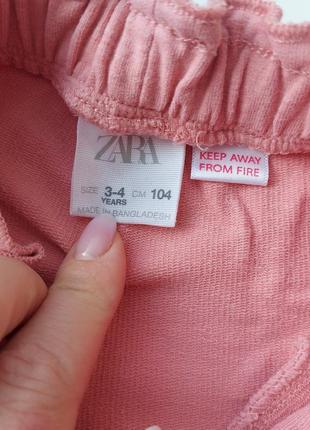 ZARA
SIZE 3-4 YEARS CM 104
MADE IN BANGLADESH
KEEP AWAY
FROM FIRE